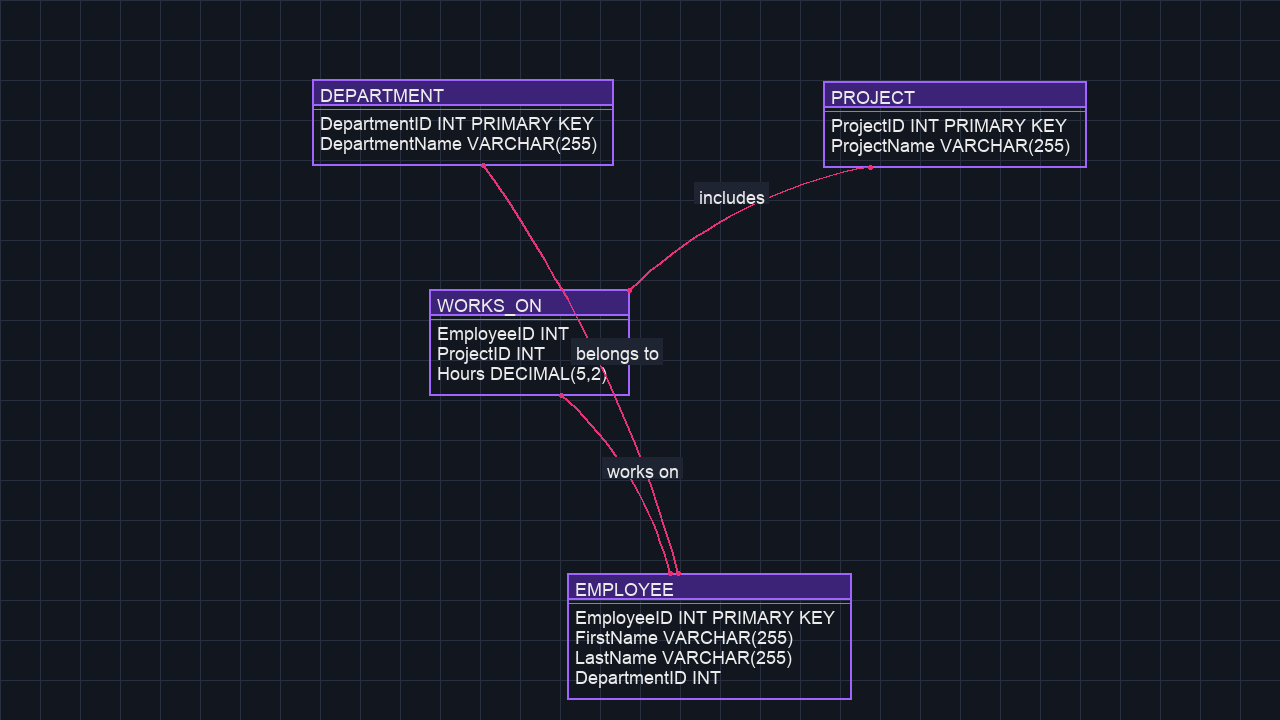 DEPARTMENT
DepartmentID INT PRIMARY KEY
DepartmentName VARCHAR(255)
PROJECT
ProjectID INT PRIMARY KEY
ProjectName VARCHAR(255)
includes
WORKS_ON
EmployeeID INT
ProjectID INT
Hours DECIMAL(5,2)
belongs to
works on
EMPLOYEE
EmployeeID INT PRIMARY KEY
FirstName VARCHAR(255)
LastName VARCHAR(255)
DepartmentID INT